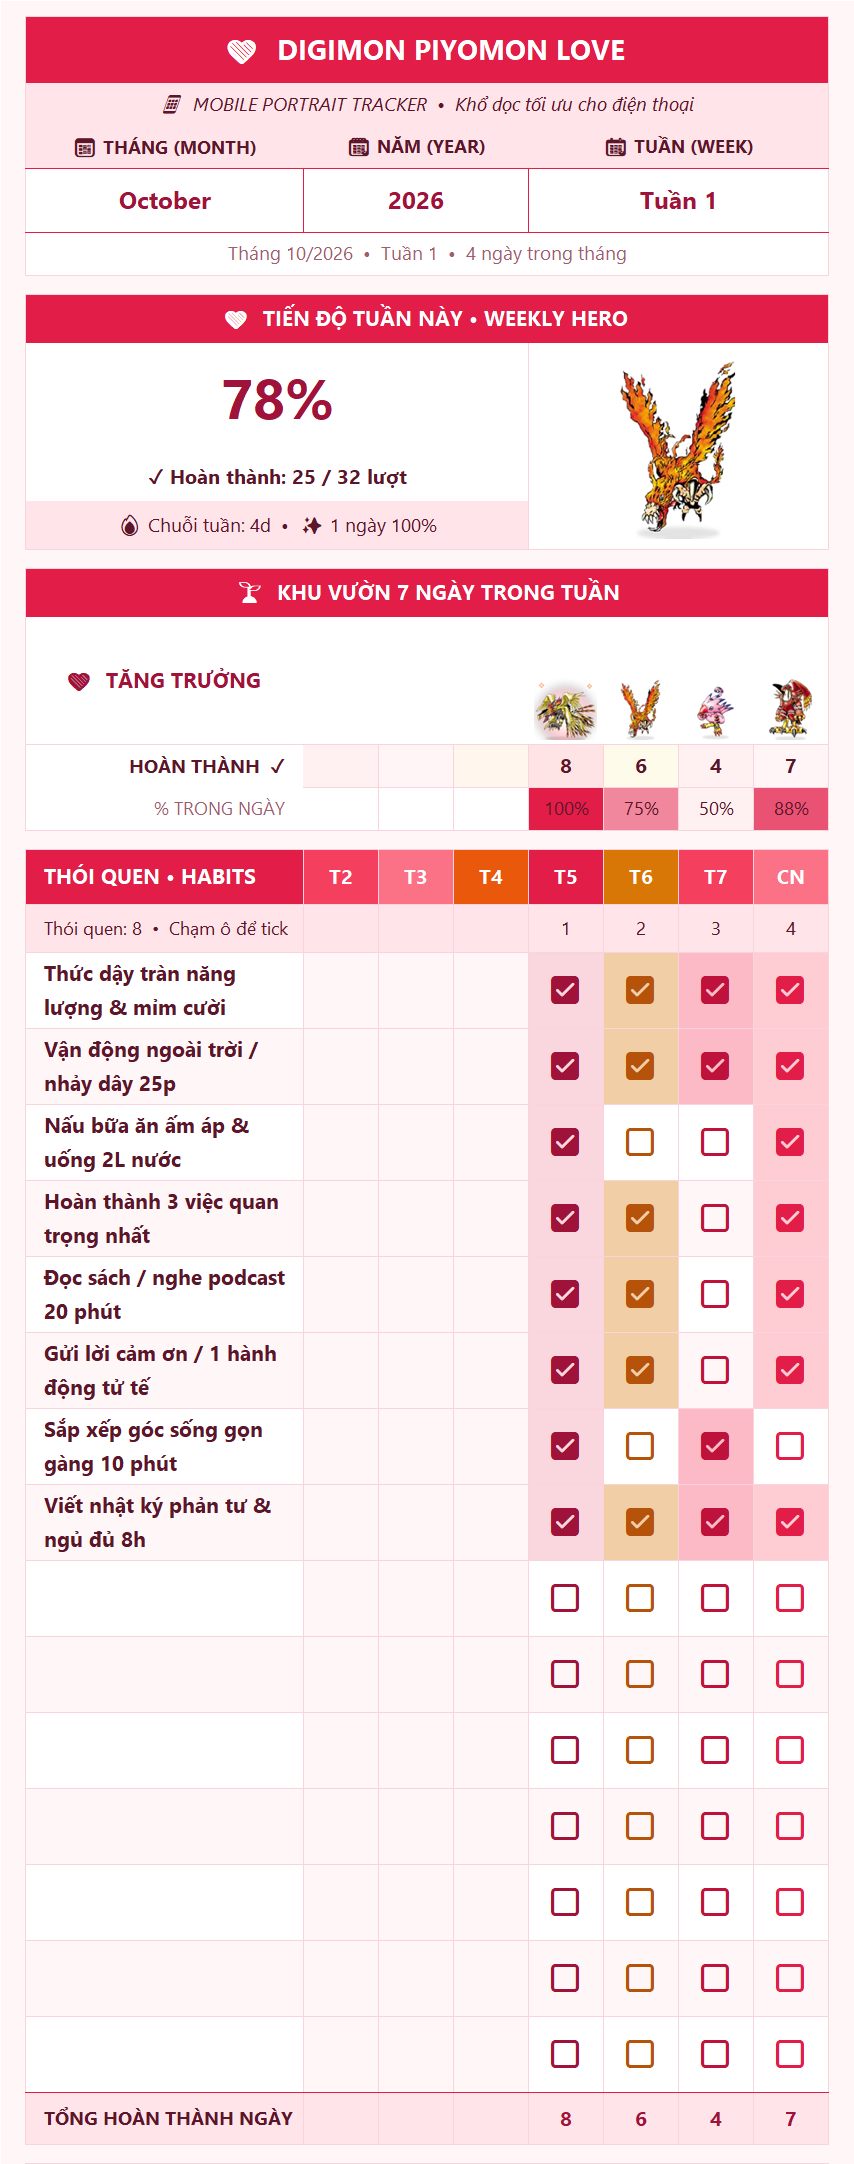 DIGIMON PIYOMON LOVE
MOBILE PORTRAIT TRACKER • Khổ dọc tối ưu cho điện thoại
THÁNG (MONTH) NĂM (YEAR) TUẦN (WEEK)
October 2026 Tuần 1
Tháng 10/2026 • Tuần 1 • 4 ngày trong tháng
TIẾN ĐỘ TUẦN NÀY • WEEKLY HERO
78%
✓ Hoàn thành: 25 / 32 lượt
Chuỗi tuần: 4d • 1 ngày 100%
KHU VƯỜN 7 NGÀY TRONG TUẦN
TĂNG TRƯỞNG
HOÀN THÀNH ✓ 8 6 4 7
% TRONG NGÀY 100% 75% 50% 88%
THÓI QUEN • HABITS T2 T3 T4 T5 T6 T7 CN
Thói quen: 8 • Chạm ô để tick 1 2 3 4
Thức dậy tràn năng
lượng & mỉm cười
Vận động ngoài trời /
nhảy dây 25p
Nấu bữa ăn ấm áp &
uống 2L nước
Hoàn thành 3 việc quan
trọng nhất
Đọc sách / nghe podcast
20 phút
Gửi lời cảm ơn / 1 hành
động tử tế
Sắp xếp góc sống gọn
gàng 10 phút
Viết nhật ký phản tư &
ngủ đủ 8h
TỔNG HOÀN THÀNH NGÀY 8 6 4 7